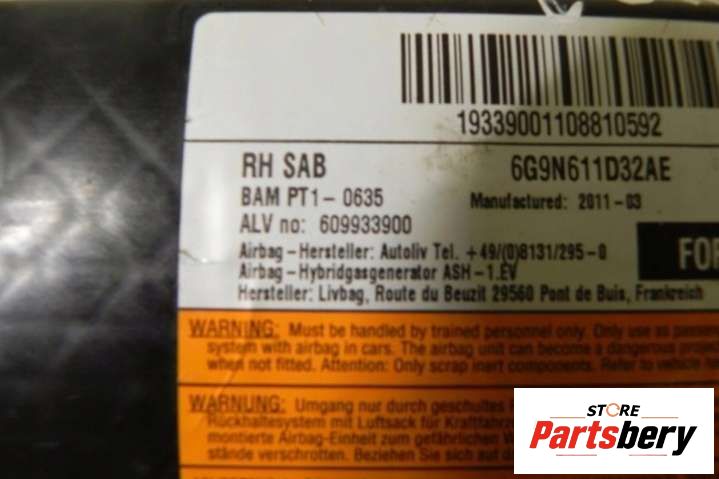 19339001108810592
RH SAB 6G9N611D32AE
BAM PT1-0635 Manufactured: 2011-03
ALV no: 609933900
Airbag-Hersteller: Autoliv Tel. +49/(0)8131/295-0
Airbag-Hybridgasgenerator ASH-1.EV
Hersteller: Livbag, Route du Beuzit 29560 Pont de Buis, Frankreich
FO
WARNING: Must be handled by trained personnel only. Only use as
system with airbag in cars. The airbag unit can become a dangerous
when not fitted. Attention: Only scrap inert components. Refer to vehicle
WARNUNG: Umgang nur durch geschultes
Rückhaltesystem mit Luftsack für
montierte Airbag-Einheit zum gefährlichen
stände verschrotten. Beziehen Sie sich auf
STORE
Partsbery